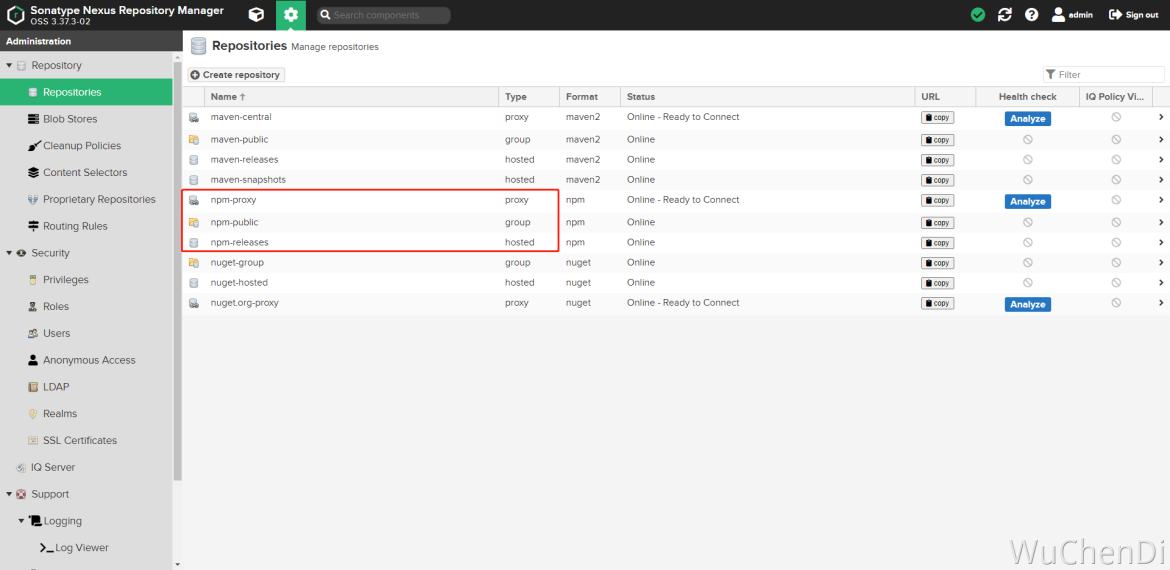 Sonatype Nexus Repository Manager
OSS 3.37.3-02
Search components
admin
Sign out
Administration
Repository
Repositories
Blob Stores
Cleanup Policies
Content Selectors
Proprietary Repositories
Routing Rules
Security
Privileges
Roles
Users
Anonymous Access
LDAP
Realms
SSL Certificates
IQ Server
Support
Logging
Log Viewer
Repositories Manage repositories
Create repository
Filter
Name Type Format Status URL Health check IQ Policy Vi...
maven-central proxy maven2 Online - Ready to Connect copy Analyze
maven-public group maven2 Online copy
maven-releases hosted maven2 Online copy
maven-snapshots hosted maven2 Online copy
npm-proxy proxy npm Online - Ready to Connect copy Analyze
npm-public group npm Online copy
npm-releases hosted npm Online copy
nuget-group group nuget Online copy
nuget-hosted hosted nuget Online copy
nuget.org-proxy proxy nuget Online - Ready to Connect copy Analyze
WuChenDi